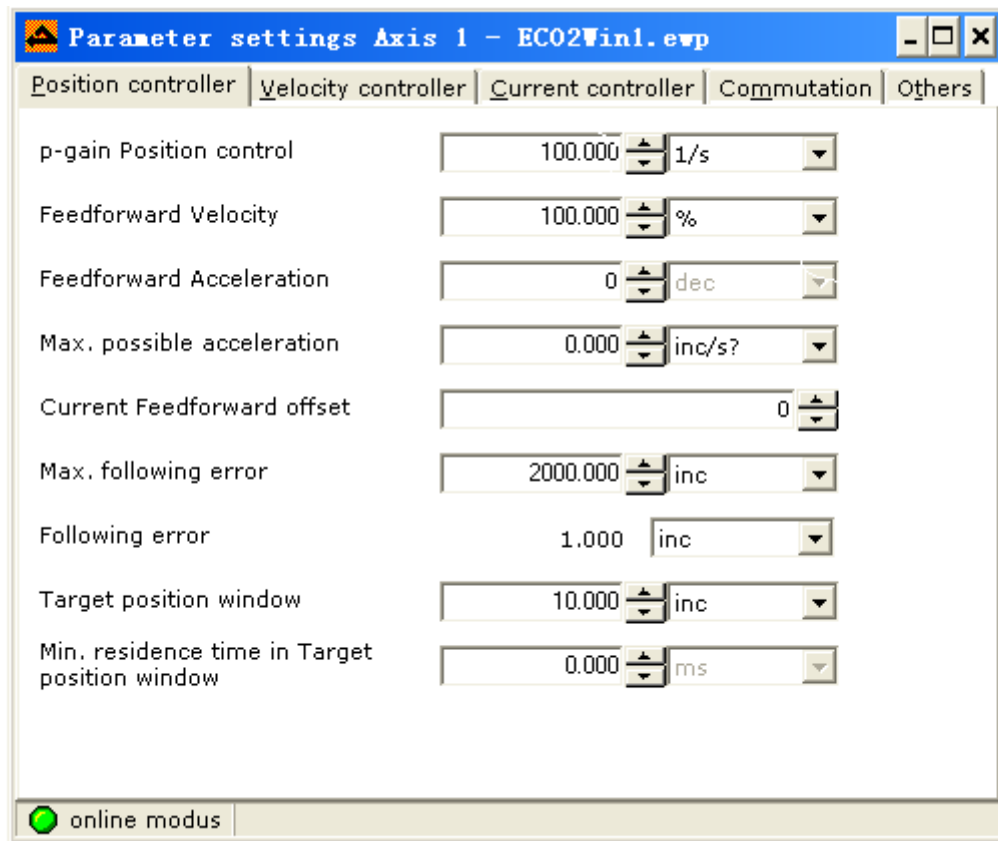 Parameter settings Axis 1 - ECO2Win1.ewp
Position controller Velocity controller Current controller Commutation Others
p-gain Position control 100.000 1/s
Feedforward Velocity 100.000 %
Feedforward Acceleration 0 dec
Max. possible acceleration 0.000 inc/s?
Current Feedforward offset 0
Max. following error 2000.000 inc
Following error 1.000 inc
Target position window 10.000 inc
Min. residence time in Target
position window 0.000 ms
online modus